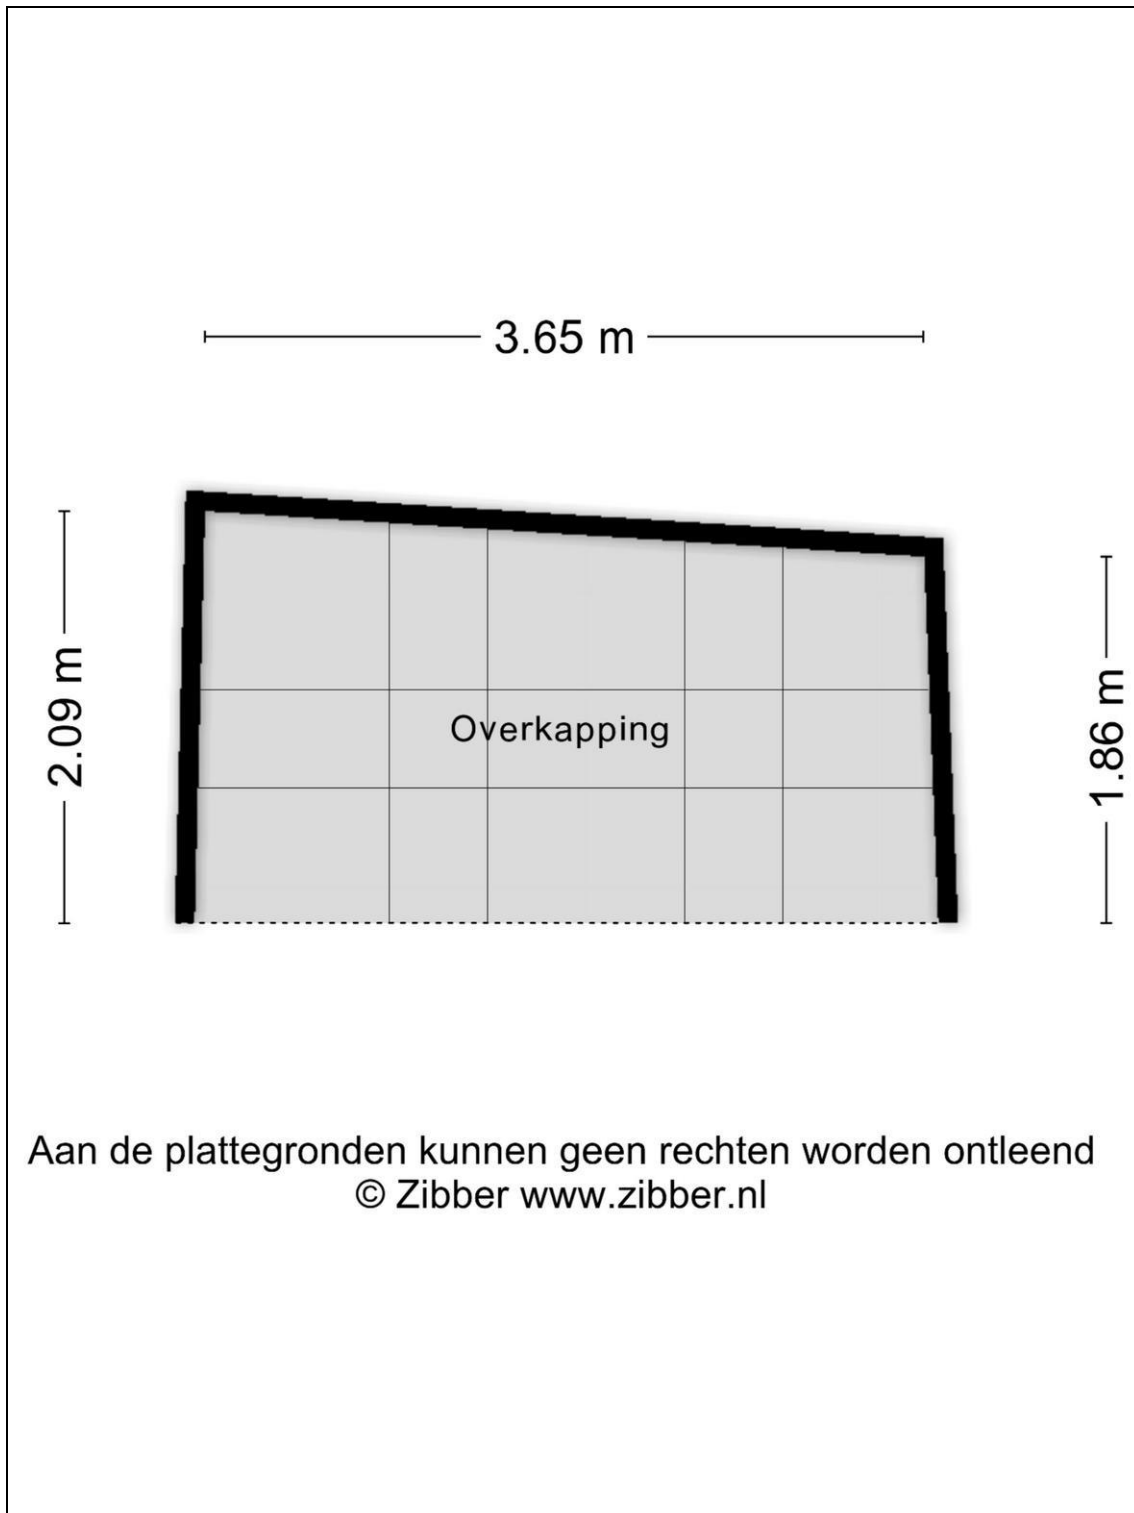 3.65 m
2.09 m
Overkapping
1.86 m
Aan de plattegronden kunnen geen rechten worden ontleend
© Zibber www.zibber.nl